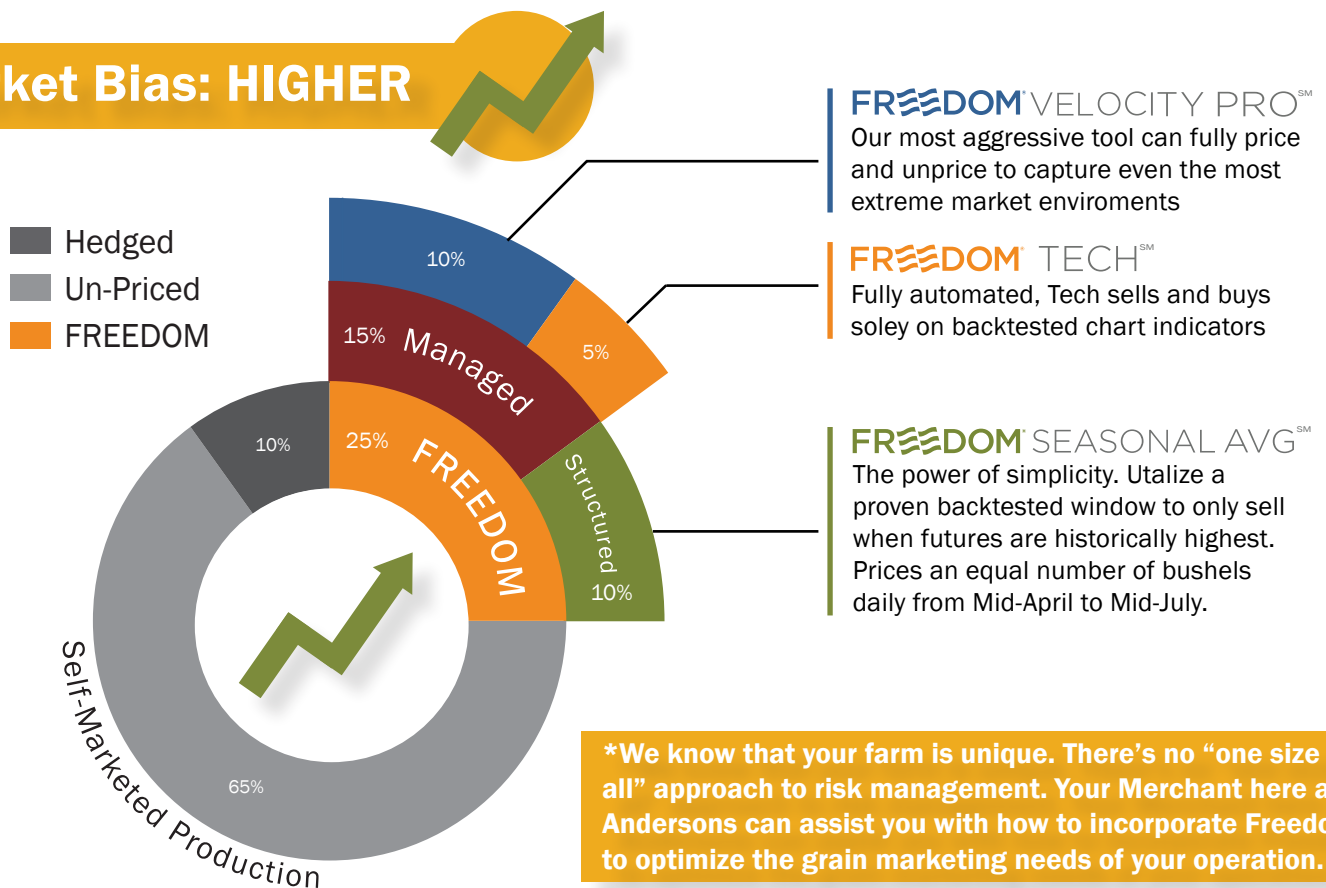 ket Bias: HIGHER
Hedged
Un-Priced
FREEDOM
10%
5%
15% Managed
25% FREEDOM
10%
Structured
10%
65%
Self-Marketed Production
FREEDOM® VELOCITY PRO℠
Our most aggressive tool can fully price
and unprice to capture even the most
extreme market enviroments
FREEDOM® TECH℠
Fully automated, Tech sells and buys
soley on backtested chart indicators
FREEDOM® SEASONAL AVG℠
The power of simplicity. Utalize a
proven backtested window to only sell
when futures are historically highest.
Prices an equal number of bushels
daily from Mid-April to Mid-July.
*We know that your farm is unique. There’s no “one size
all” approach to risk management. Your Merchant here a
Andersons can assist you with how to incorporate Freedo
to optimize the grain marketing needs of your operation.